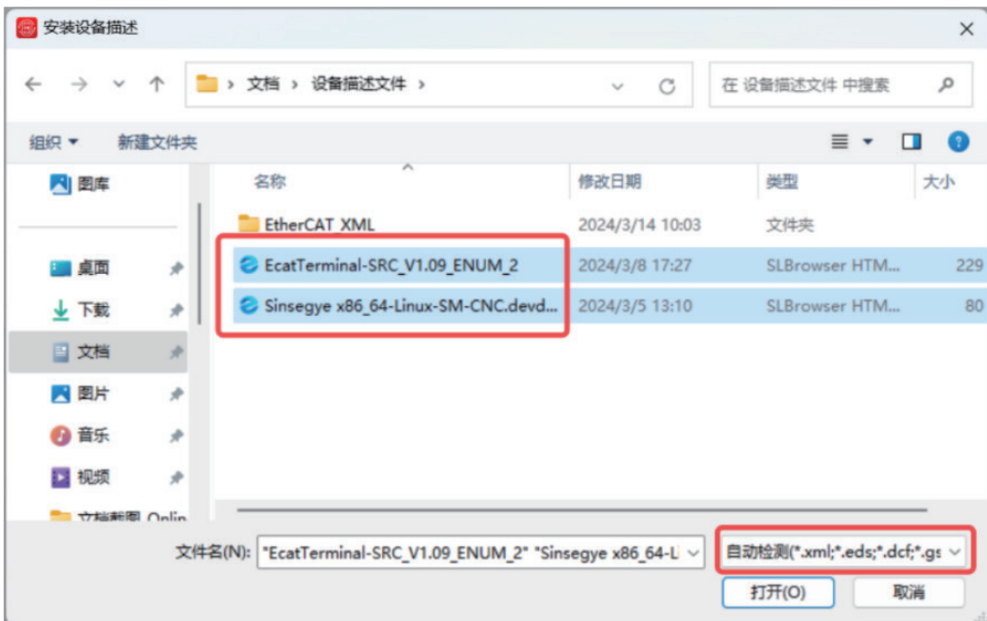 安装设备描述
文档 › 设备描述文件 ›
在 设备描述文件 中搜索
组织 新建文件夹
图库
名称 修改日期 类型 大小
EtherCAT XML 2024/3/14 10:03 文件夹
桌面
EcatTerminal-SRC_V1.09_ENUM_2 2024/3/8 17:27 SLBrowser HTM... 229
下载
Sinsegye x86_64-Linux-SM-CNC.devd... 2024/3/5 13:10 SLBrowser HTM... 80
文档
图片
音乐
视频
文档截图 Onlin
文件名(N): "EcatTerminal-SRC_V1.09_ENUM_2" "Sinsegye x86_64-L 自动检测(*.xml;*.eds;*.dcf;*.gs
打开(O) 取消